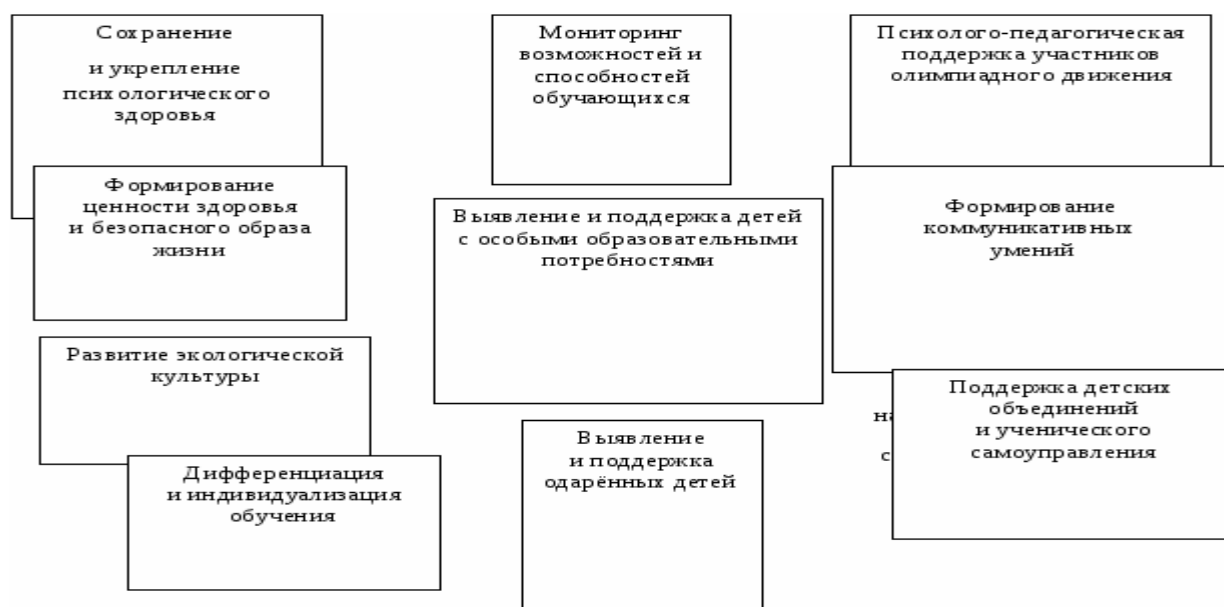 Сохранение
и укрепление
психологического
здоровья
Формирование
ценности здоровья
и безопасного образа
жизни
Развитие экологической
культуры
Дифференциация
и индивидуализация
обучения
Мониторинг
возможностей и
способностей
обучающихся
Выявление и поддержка детей
с особыми образовательными
потребностями
Выявление
и поддержка
одарённых детей
Психолого-педагогическая
поддержка участников
олимпиадного движения
Формирование
коммуникативных
умений
Поддержка детских
объединений
и ученического
самоуправления